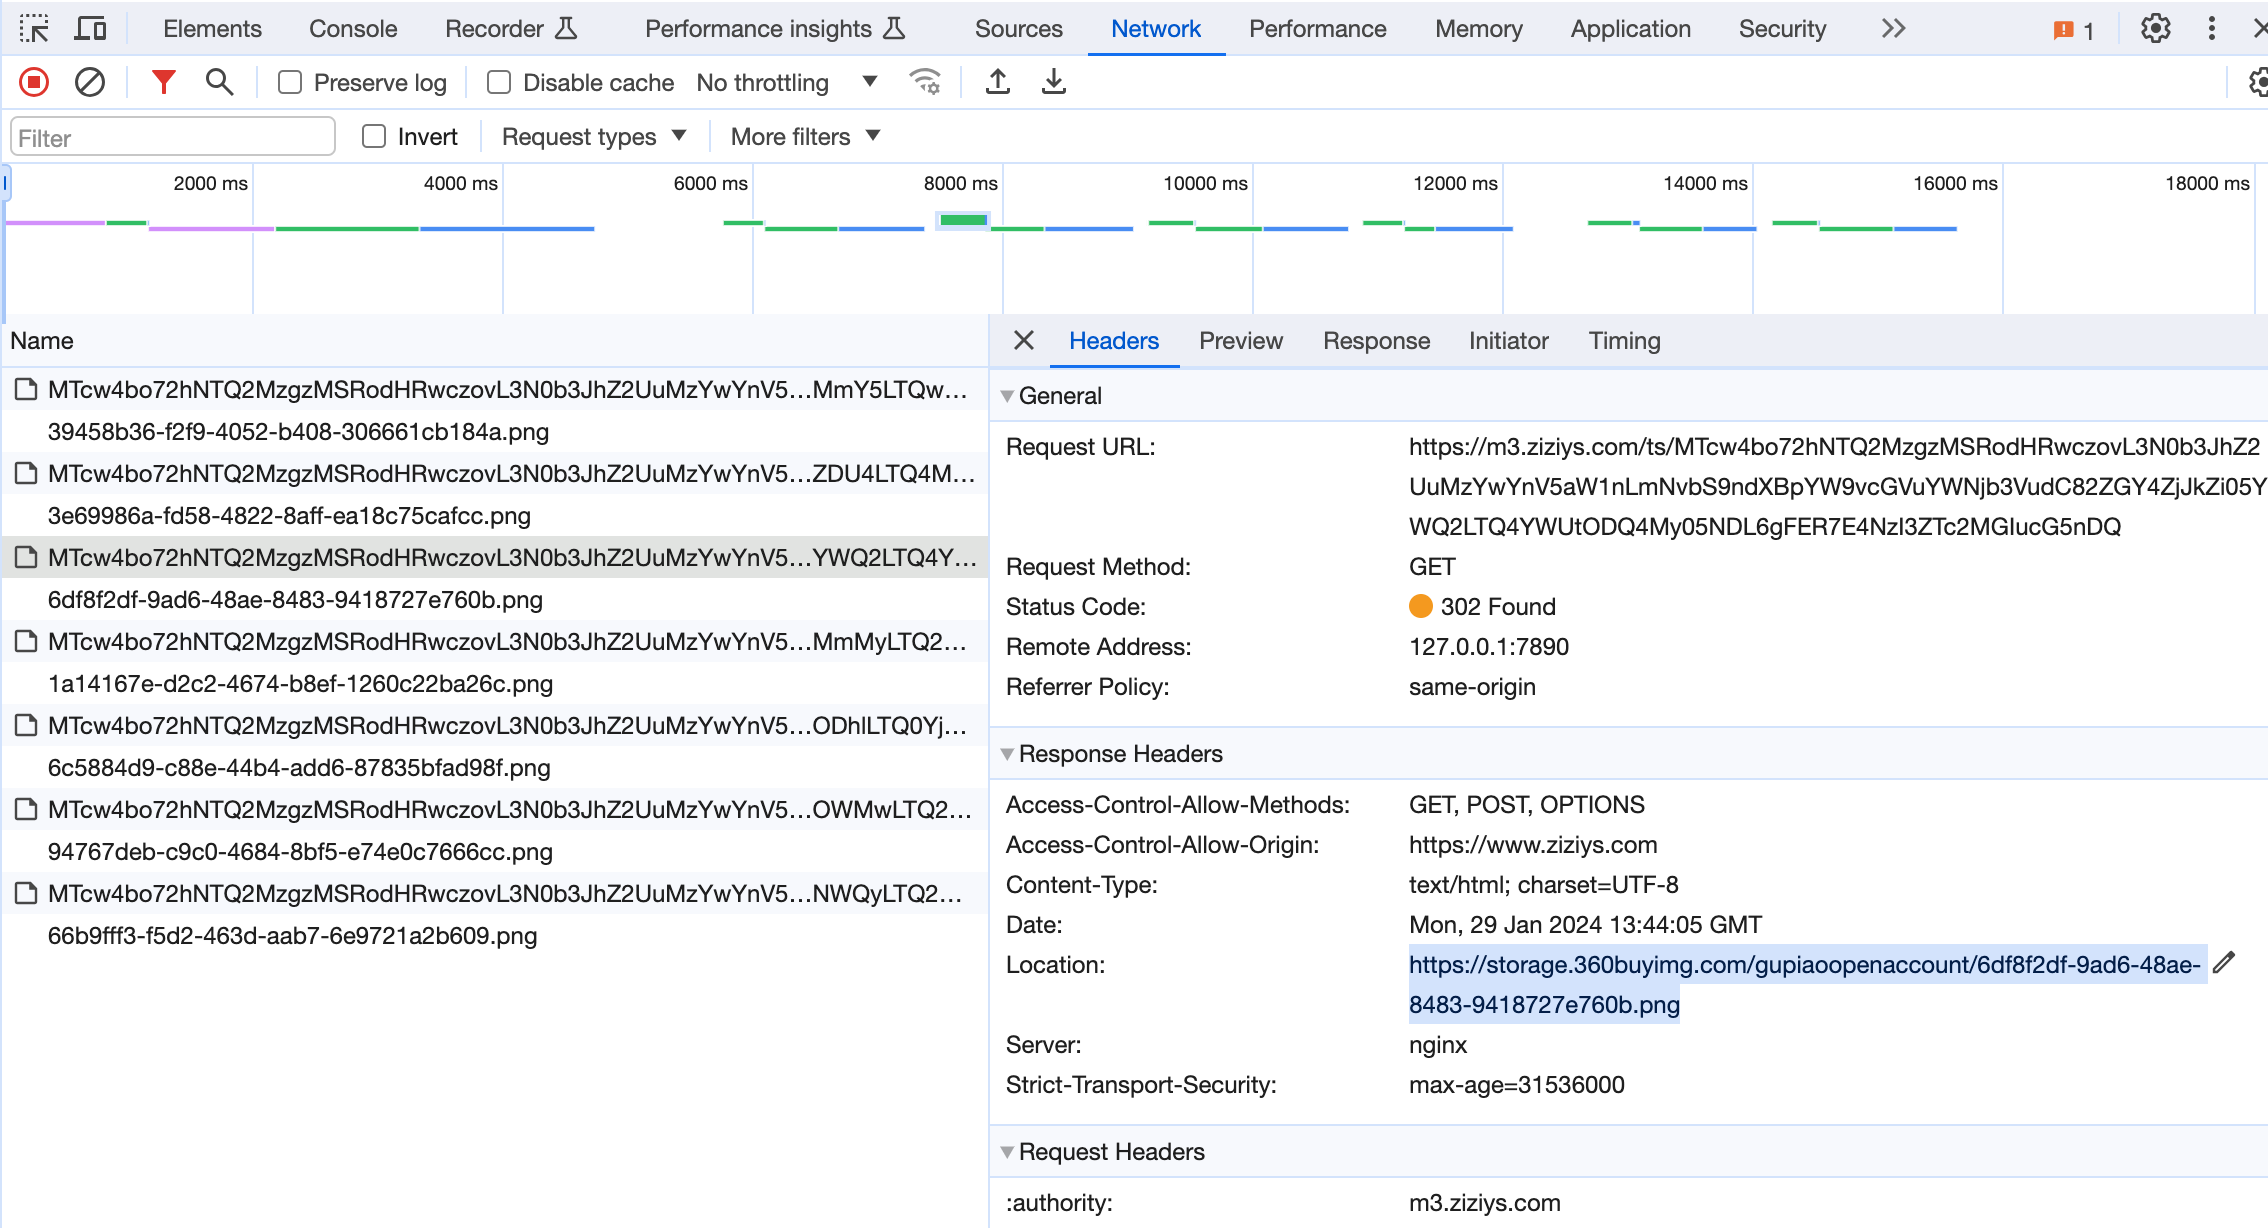 Elements Console Recorder Performance insights Sources Network Performance Memory Application Security 1
Preserve log Disable cache No throttling
Filter Invert Request types More filters
2000 ms 4000 ms 6000 ms 8000 ms 10000 ms 12000 ms 14000 ms 16000 ms 18000 ms
Name
MTcw4bo72hNTQ2MzgzMSRodHRwczovL3N0b3JhZ2UuMzYwYnV5…MmY5LTQw…
39458b36-f2f9-4052-b408-306661cb184a.png
MTcw4bo72hNTQ2MzgzMSRodHRwczovL3N0b3JhZ2UuMzYwYnV5…ZDU4LTQ4M…
3e69986a-fd58-4822-8aff-ea18c75cafcc.png
MTcw4bo72hNTQ2MzgzMSRodHRwczovL3N0b3JhZ2UuMzYwYnV5…YWQ2LTQ4Y…
6df8f2df-9ad6-48ae-8483-9418727e760b.png
MTcw4bo72hNTQ2MzgzMSRodHRwczovL3N0b3JhZ2UuMzYwYnV5…MmMyLTQ2…
1a14167e-d2c2-4674-b8ef-1260c22ba26c.png
MTcw4bo72hNTQ2MzgzMSRodHRwczovL3N0b3JhZ2UuMzYwYnV5…ODhlLTQ0Yj…
6c5884d9-c88e-44b4-add6-87835bfad98f.png
MTcw4bo72hNTQ2MzgzMSRodHRwczovL3N0b3JhZ2UuMzYwYnV5…OWMwLTQ2…
94767deb-c9c0-4684-8bf5-e74e0c7666cc.png
MTcw4bo72hNTQ2MzgzMSRodHRwczovL3N0b3JhZ2UuMzYwYnV5…NWQyLTQ2…
66b9fff3-f5d2-463d-aab7-6e9721a2b609.png
Headers Preview Response Initiator Timing
General
Request URL: https://m3.ziziys.com/ts/MTcw4bo72hNTQ2MzgzMSRodHRwczovL3N0b3JhZ2
UuMzYwYnV5aW1nLmNvbS9ndXBpYW9vcGVuYWNjb3VudC82ZGY4ZjJkZi05Y
WQ2LTQ4YWUtODQ4My05NDL6gFER7E4NzI3ZTc2MGIucG5nDQ
Request Method: GET
Status Code: 302 Found
Remote Address: 127.0.0.1:7890
Referrer Policy: same-origin
Response Headers
Access-Control-Allow-Methods: GET, POST, OPTIONS
Access-Control-Allow-Origin: https://www.ziziys.com
Content-Type: text/html; charset=UTF-8
Date: Mon, 29 Jan 2024 13:44:05 GMT
Location: https://storage.360buyimg.com/gupiaoopenaccount/6df8f2df-9ad6-48ae-
8483-9418727e760b.png
Server: nginx
Strict-Transport-Security: max-age=31536000
Request Headers
:authority: m3.ziziys.com